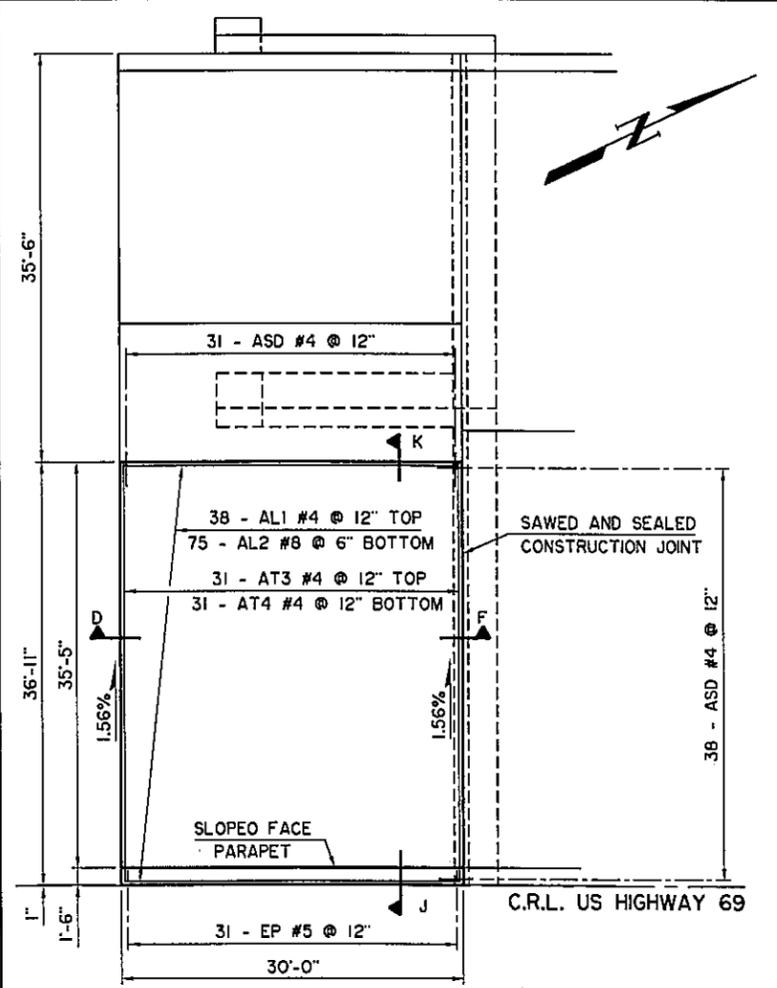 N
35'-6"
31 - ASD #4 @ 12"
K
38 - AL1 #4 @ 12" TOP
75 - AL2 #8 @ 6" BOTTOM
SAWED AND SEALED
CONSTRUCTION JOINT
31 - AT3 #4 @ 12" TOP
31 - AT4 #4 @ 12" BOTTOM
D
F
36'-11"
35'-5"
1.56%
1.56%
38 - ASD #4 @ 12"
SLOPED FACE
PARAPET
J
C.R.L. US HIGHWAY 69
1"
1'-6"
31 - EP #5 @ 12"
30'-0"